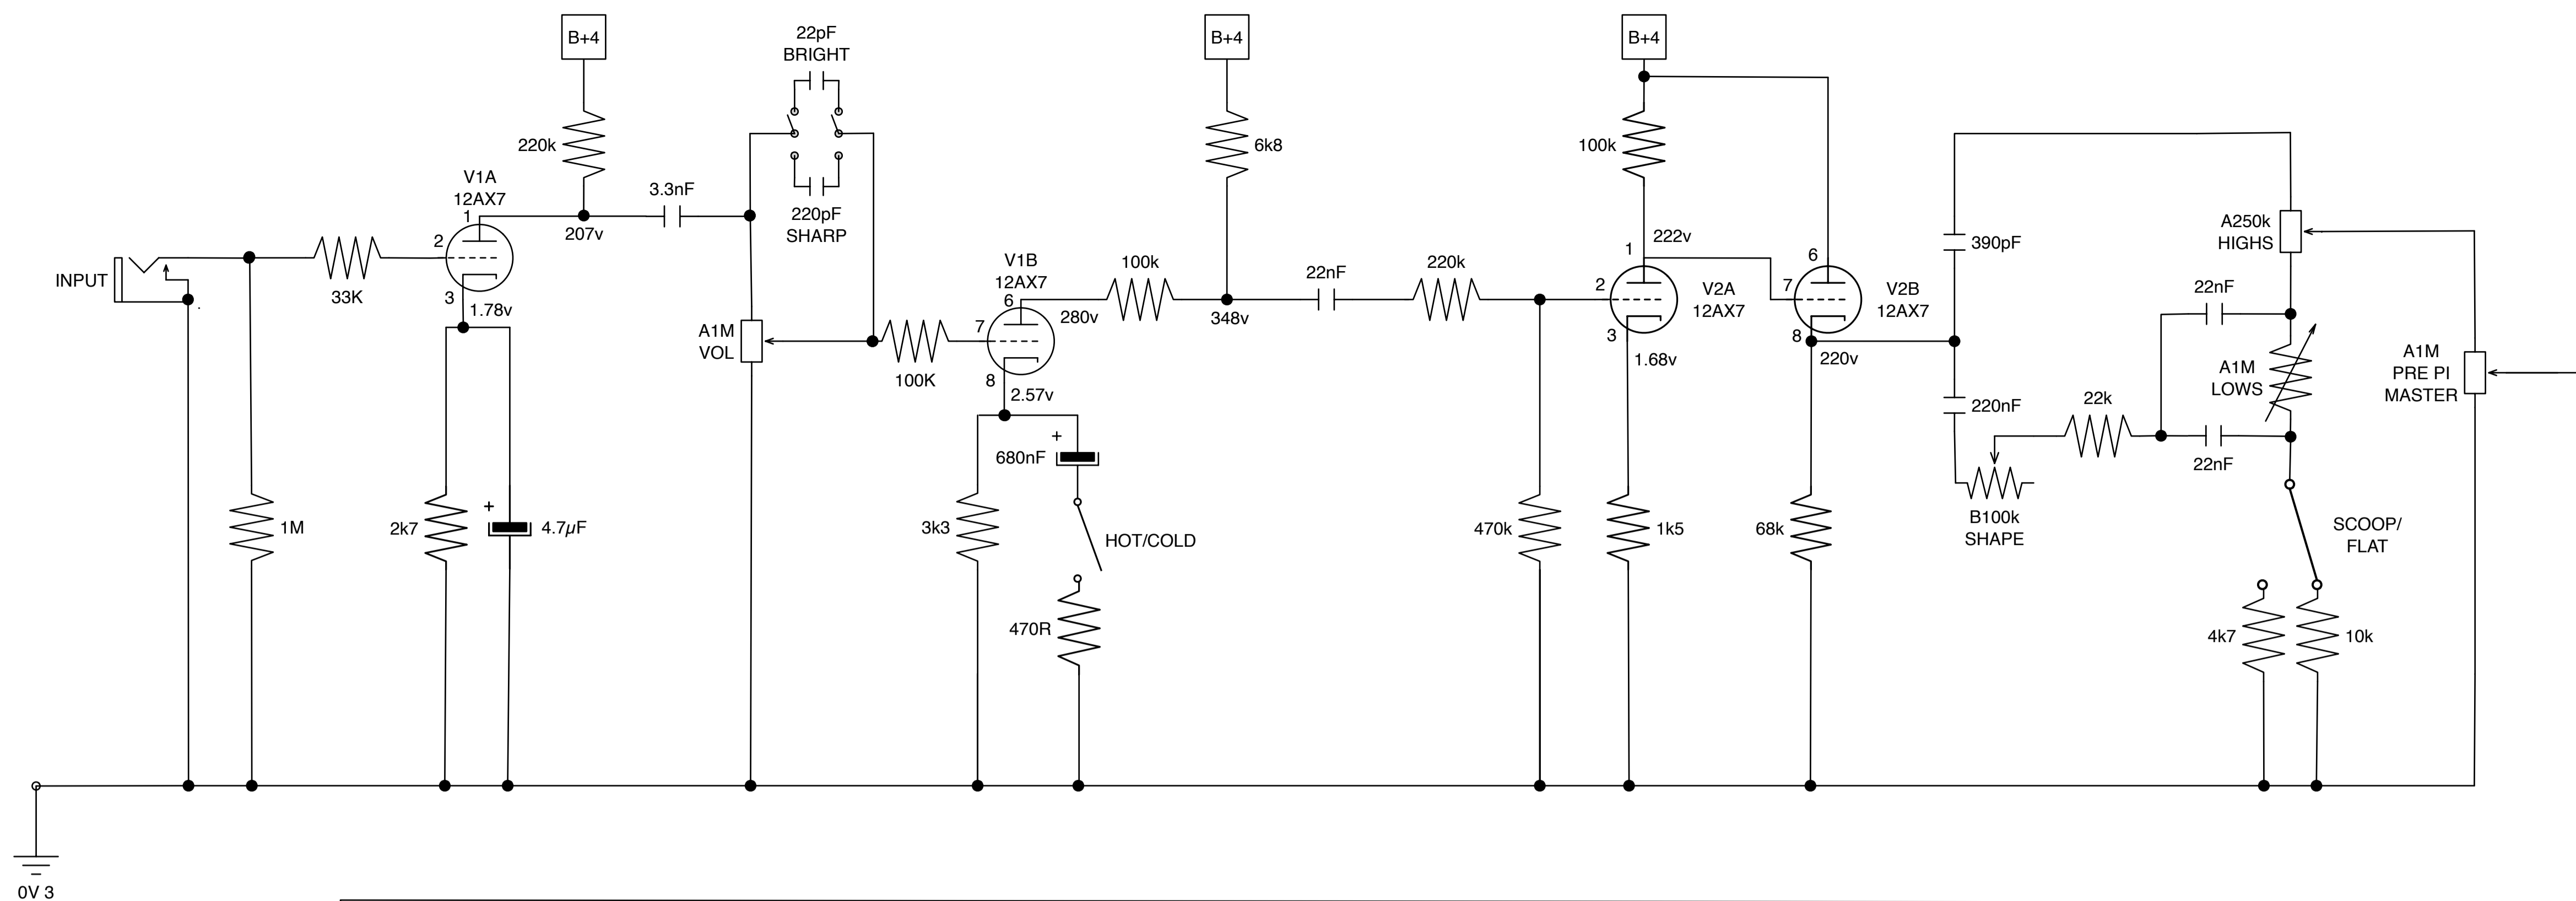 B+4
22pF
BRIGHT
B+4
B+4
220k
6k8
100k
V1A
12AX7
1
3.3nF
207v
220pF
SHARP
2
INPUT
33K
3
1.78v
A1M
VOL
100K
V1B
12AX7
6
7
280v
100k
348v
22nF
220k
8
2.57v
1
222v
2
V2A
12AX7
3
1.68v
6
7
V2B
12AX7
8
220v
390pF
A250k
HIGHS
22nF
A1M
LOWS
A1M
PRE PI
MASTER
220nF
22k
22nF
B100k
SHAPE
SCOOP/
FLAT
+
680nF
1M
2k7
+
4.7µF
3k3
HOT/COLD
470R
470k
1k5
68k
4k7
10k
0V 3